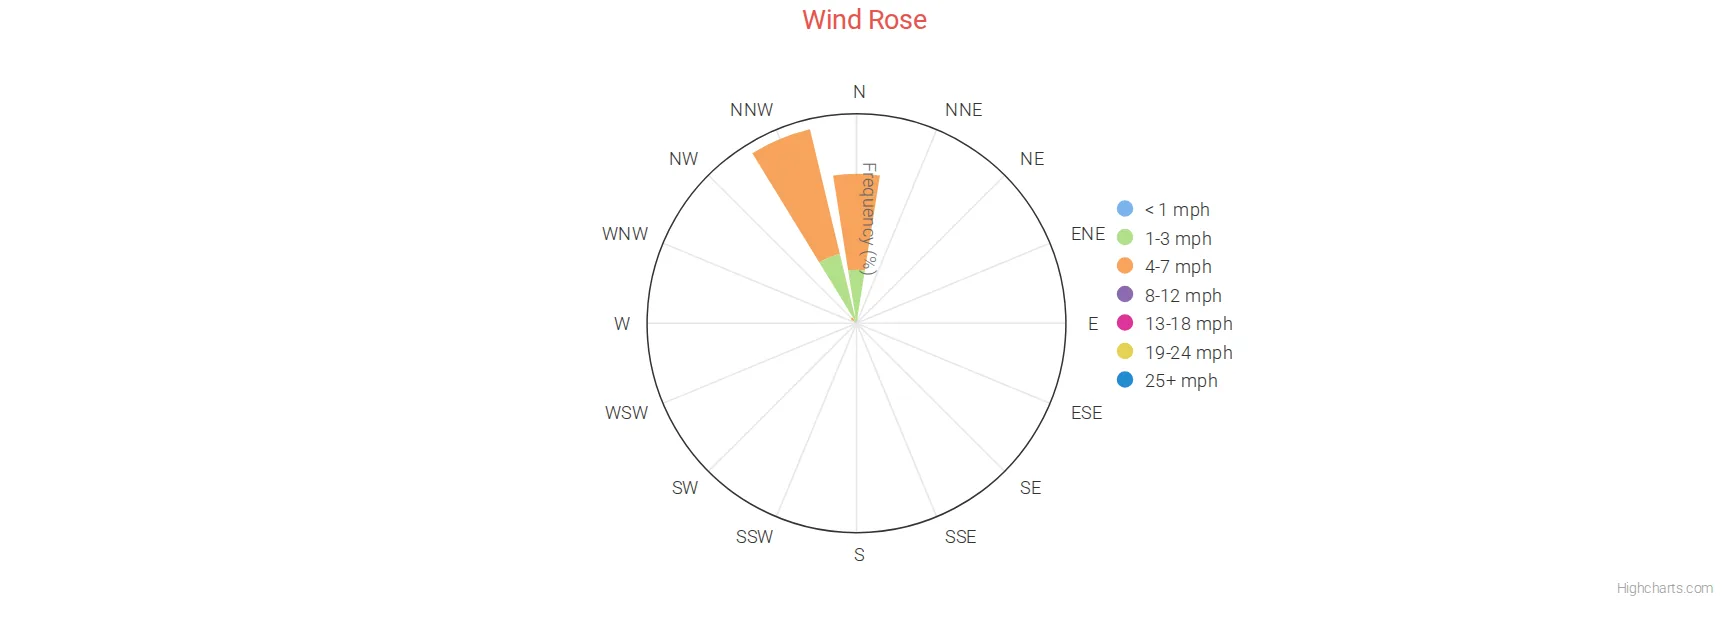 Wind Rose
N
NNE
NE
ENE
E
ESE
SE
SSE
S
SSW
SW
WSW
W
WNW
NW
NNW
Frequency (%)
< 1 mph
1-3 mph
4-7 mph
8-12 mph
13-18 mph
19-24 mph
25+ mph
Highcharts.com